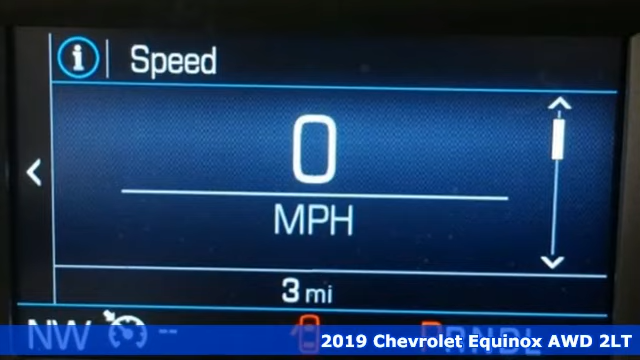 i Speed
0
MPH
3 mi
NW -- PRNDL
2019 Chevrolet Equinox AWD 2LT